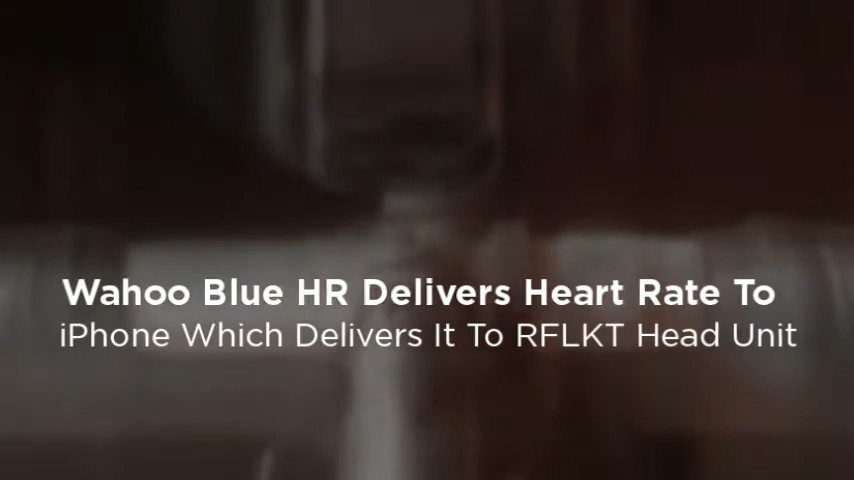 Wahoo Blue HR Delivers Heart Rate To
iPhone Which Delivers It To RFLKT Head Unit